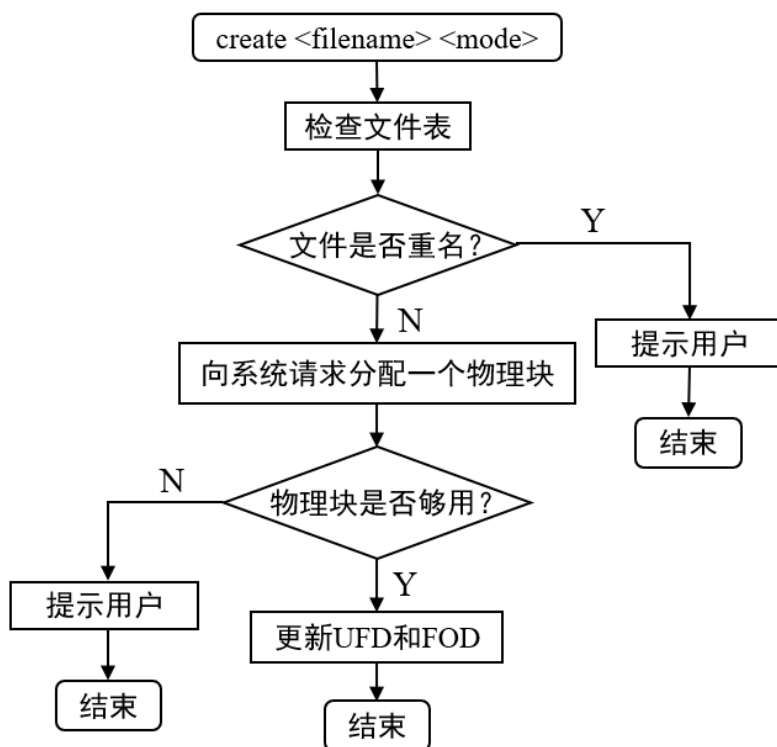 create <filename> <mode>
检查文件表
文件是否重名？
Y
N
向系统请求分配一个物理块
提示用户
结束
物理块是否够用？
N
Y
提示用户
更新UFD和FOD
结束
结束